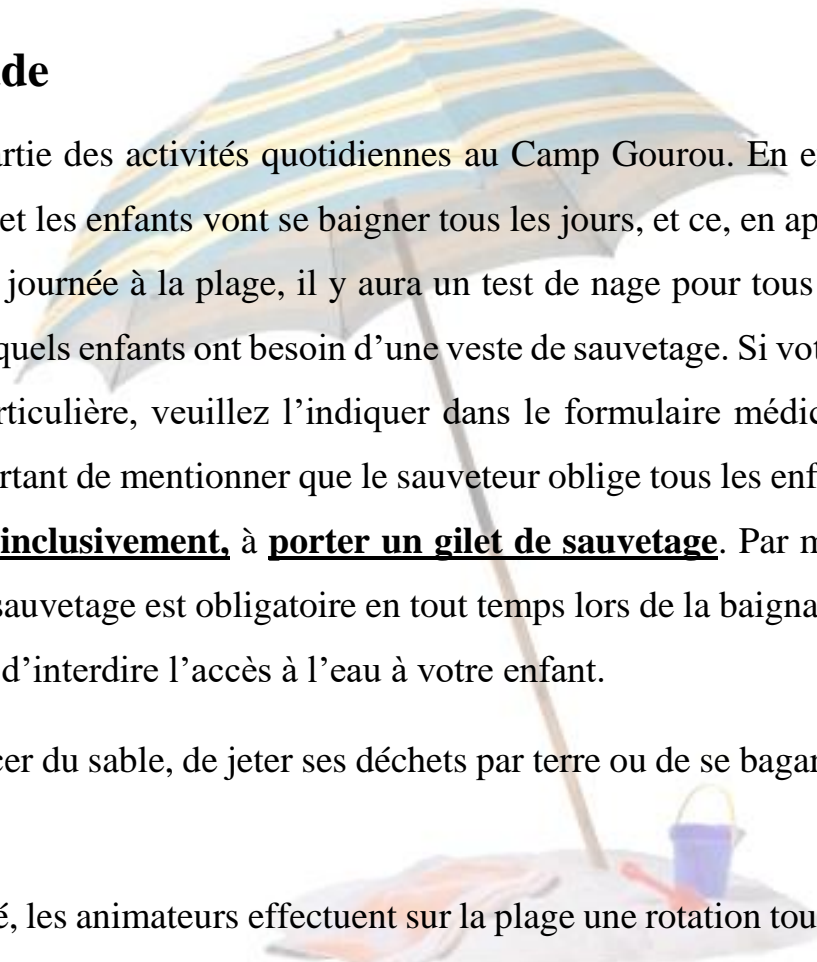 de
artie des activités quotidiennes au Camp Gourou. En e
et les enfants vont se baigner tous les jours, et ce, en ap
journée à la plage, il y aura un test de nage pour tous
quels enfants ont besoin d’une veste de sauvetage. Si vot
rticulière, veuillez l’indiquer dans le formulaire médic
rtant de mentionner que le sauveteur oblige tous les enf
inclusivement, à porter un gilet de sauvetage. Par m
sauvetage est obligatoire en tout temps lors de la baigna
d’interdire l’accès à l’eau à votre enfant.
cer du sable, de jeter ses déchets par terre ou de se bagar
é, les animateurs effectuent sur la plage une rotation tou